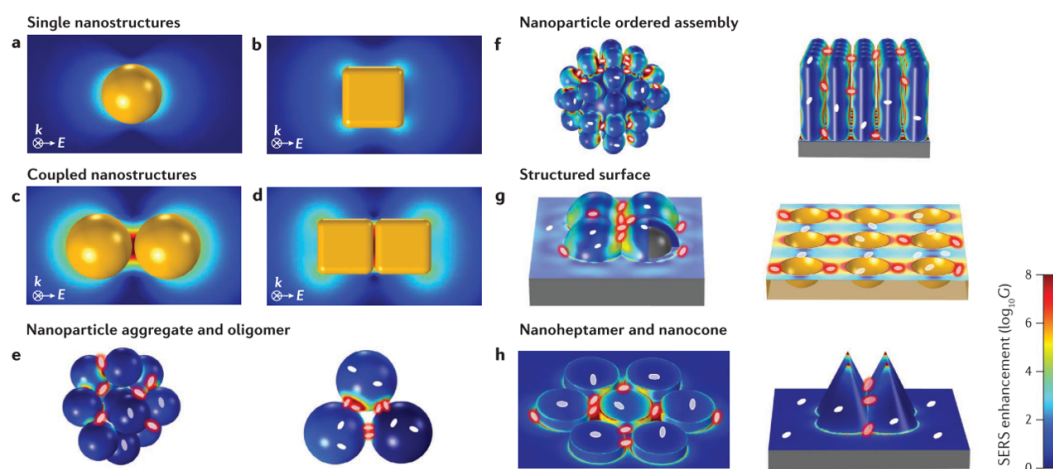 Single nanostructures
a
k
E
b
k
E
Coupled nanostructures
c
k
E
d
k
E
Nanoparticle aggregate and oligomer
e
Nanoparticle ordered assembly
f
Structured surface
g
Nanoheptamer and nanocone
h
8
6
4
2
0
SERS enhancement (log₁₀G)